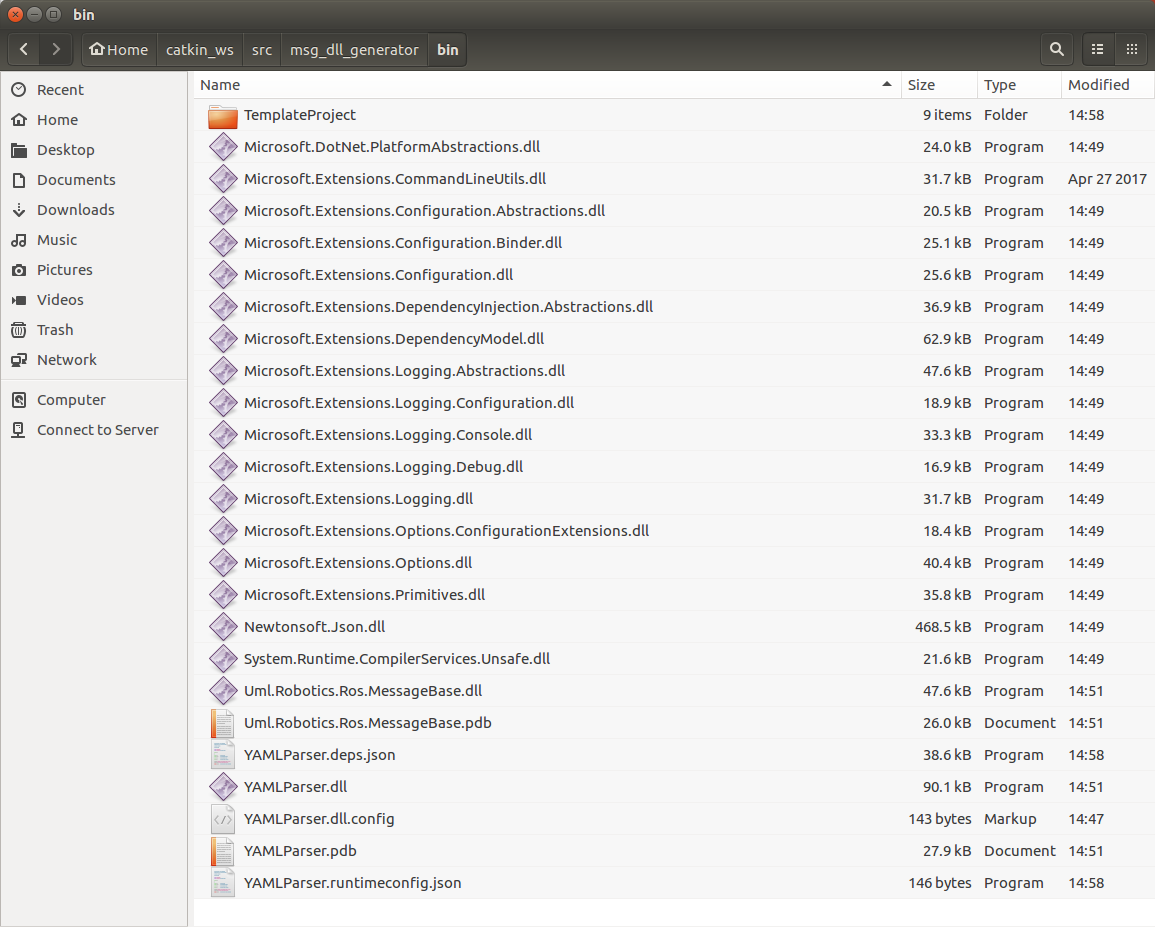 bin
Home catkin_ws src msg_dll_generator bin
Name Size Type Modified
Recent
Home
Desktop
Documents
Downloads
Music
Pictures
Videos
Trash
Network
Computer
Connect to Server
TemplateProject 9 items Folder 14:58
Microsoft.DotNet.PlatformAbstractions.dll 24.0 kB Program 14:49
Microsoft.Extensions.CommandLineUtils.dll 31.7 kB Program Apr 27 2017
Microsoft.Extensions.Configuration.Abstractions.dll 20.5 kB Program 14:49
Microsoft.Extensions.Configuration.Binder.dll 25.1 kB Program 14:49
Microsoft.Extensions.Configuration.dll 25.6 kB Program 14:49
Microsoft.Extensions.DependencyInjection.Abstractions.dll 36.9 kB Program 14:49
Microsoft.Extensions.DependencyModel.dll 62.9 kB Program 14:49
Microsoft.Extensions.Logging.Abstractions.dll 47.6 kB Program 14:49
Microsoft.Extensions.Logging.Configuration.dll 18.9 kB Program 14:49
Microsoft.Extensions.Logging.Console.dll 33.3 kB Program 14:49
Microsoft.Extensions.Logging.Debug.dll 16.9 kB Program 14:49
Microsoft.Extensions.Logging.dll 31.7 kB Program 14:49
Microsoft.Extensions.Options.ConfigurationExtensions.dll 18.4 kB Program 14:49
Microsoft.Extensions.Options.dll 40.4 kB Program 14:49
Microsoft.Extensions.Primitives.dll 35.8 kB Program 14:49
Newtonsoft.Json.dll 468.5 kB Program 14:49
System.Runtime.CompilerServices.Unsafe.dll 21.6 kB Program 14:49
Uml.Robotics.Ros.MessageBase.dll 47.6 kB Program 14:51
Uml.Robotics.Ros.MessageBase.pdb 26.0 kB Document 14:51
YAMLParser.deps.json 38.6 kB Program 14:58
YAMLParser.dll 90.1 kB Program 14:51
YAMLParser.dll.config 143 bytes Markup 14:47
YAMLParser.pdb 27.9 kB Document 14:51
YAMLParser.runtimeconfig.json 146 bytes Program 14:58